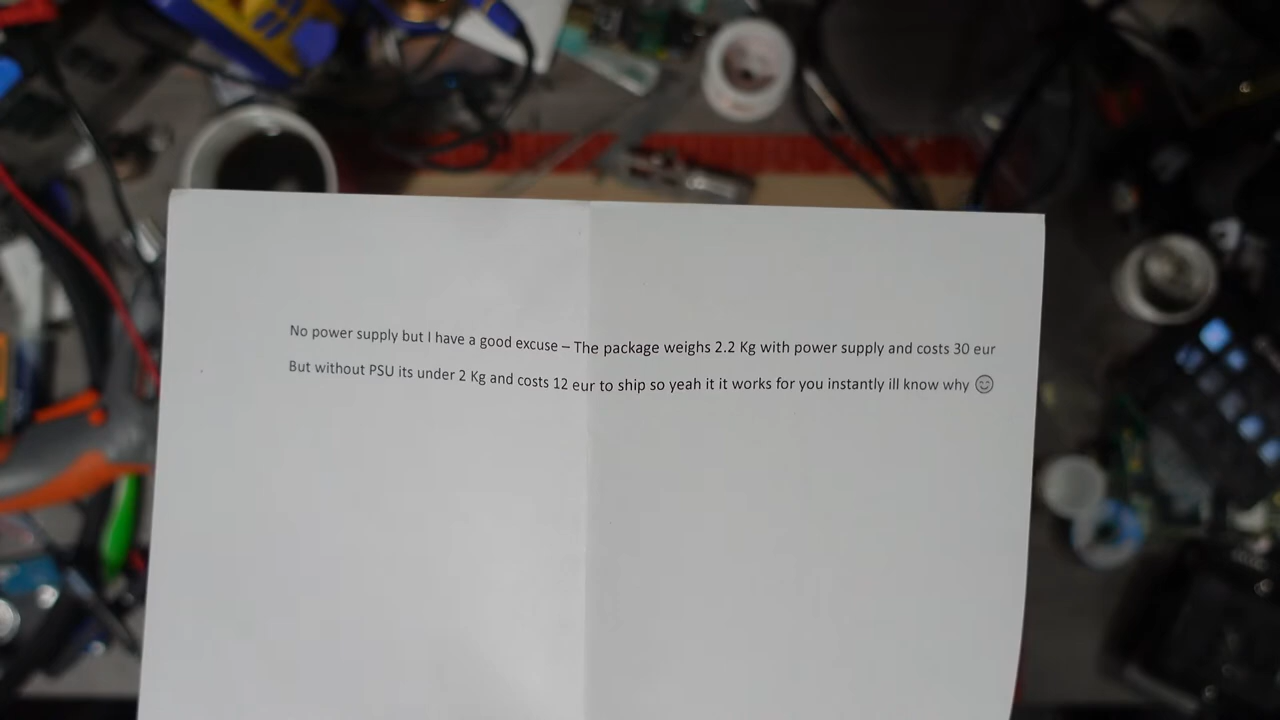 No power supply but I have a good excuse – The package weighs 2.2 Kg with power supply and costs 30 eur
But without PSU its under 2 Kg and costs 12 eur to ship so yeah it it works for you instantly ill know why 😊